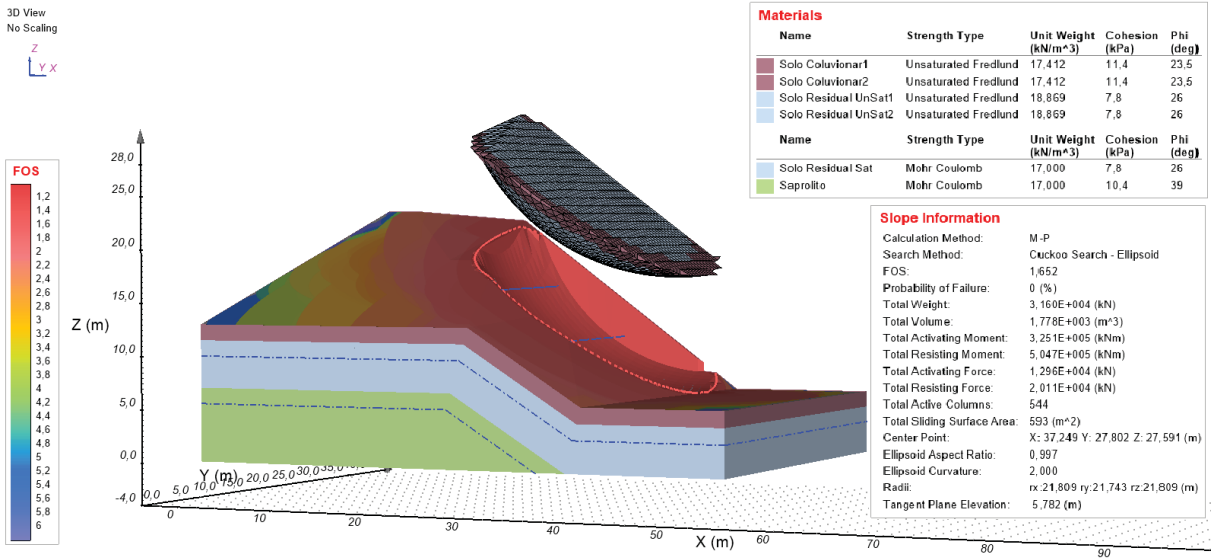 3D View
No Scaling
Z
Y X
Materials
Name Strength Type Unit Weight (kN/m^3) Cohesion (kPa) Phi (deg)
Solo Coluvionar1 Unsaturated Fredlund 17,412 11,4 23,5
Solo Coluvionar2 Unsaturated Fredlund 17,412 11,4 23,5
Solo Residual UnSat1 Unsaturated Fredlund 18,869 7,8 26
Solo Residual UnSat2 Unsaturated Fredlund 18,869 7,8 26
Name Strength Type Unit Weight (kN/m^3) Cohesion (kPa) Phi (deg)
Solo Residual Sat Mohr Coulomb 17,000 7,8 26
Saprolito Mohr Coulomb 17,000 10,4 39
FOS
1,2
1,4
1,6
1,8
2
2,2
2,4
2,6
2,8
3
3,2
3,4
3,6
3,8
4
4,2
4,4
4,6
4,8
5
5,2
5,4
5,6
5,8
6
28,0
25,0
20,0
15,0
Z (m)
10,0
5,0
0,0
-4,0
Y (m)
0,0 5,0 10,0 15,0 20,0 25,0 30,0 35,0
0 10 20 30 40 50 60 70 80 90
X (m)
Slope Information
Calculation Method: M-P
Search Method: Cuckoo Search - Ellipsoid
FOS: 1,652
Probability of Failure: 0 (%)
Total Weight: 3,160E+004 (kN)
Total Volume: 1,778E+003 (m^3)
Total Activating Moment: 3,251E+005 (kNm)
Total Resisting Moment: 5,047E+005 (kNm)
Total Activating Force: 1,296E+004 (kN)
Total Resisting Force: 2,011E+004 (kN)
Total Active Columns: 544
Total Sliding Surface Area: 593 (m^2)
Center Point: X: 37,249 Y: 27,802 Z: 27,591 (m)
Ellipsoid Aspect Ratio: 0,997
Ellipsoid Curvature: 2,000
Radii: rx:21,809 ry:21,743 rz:21,809 (m)
Tangent Plane Elevation: 5,782 (m)